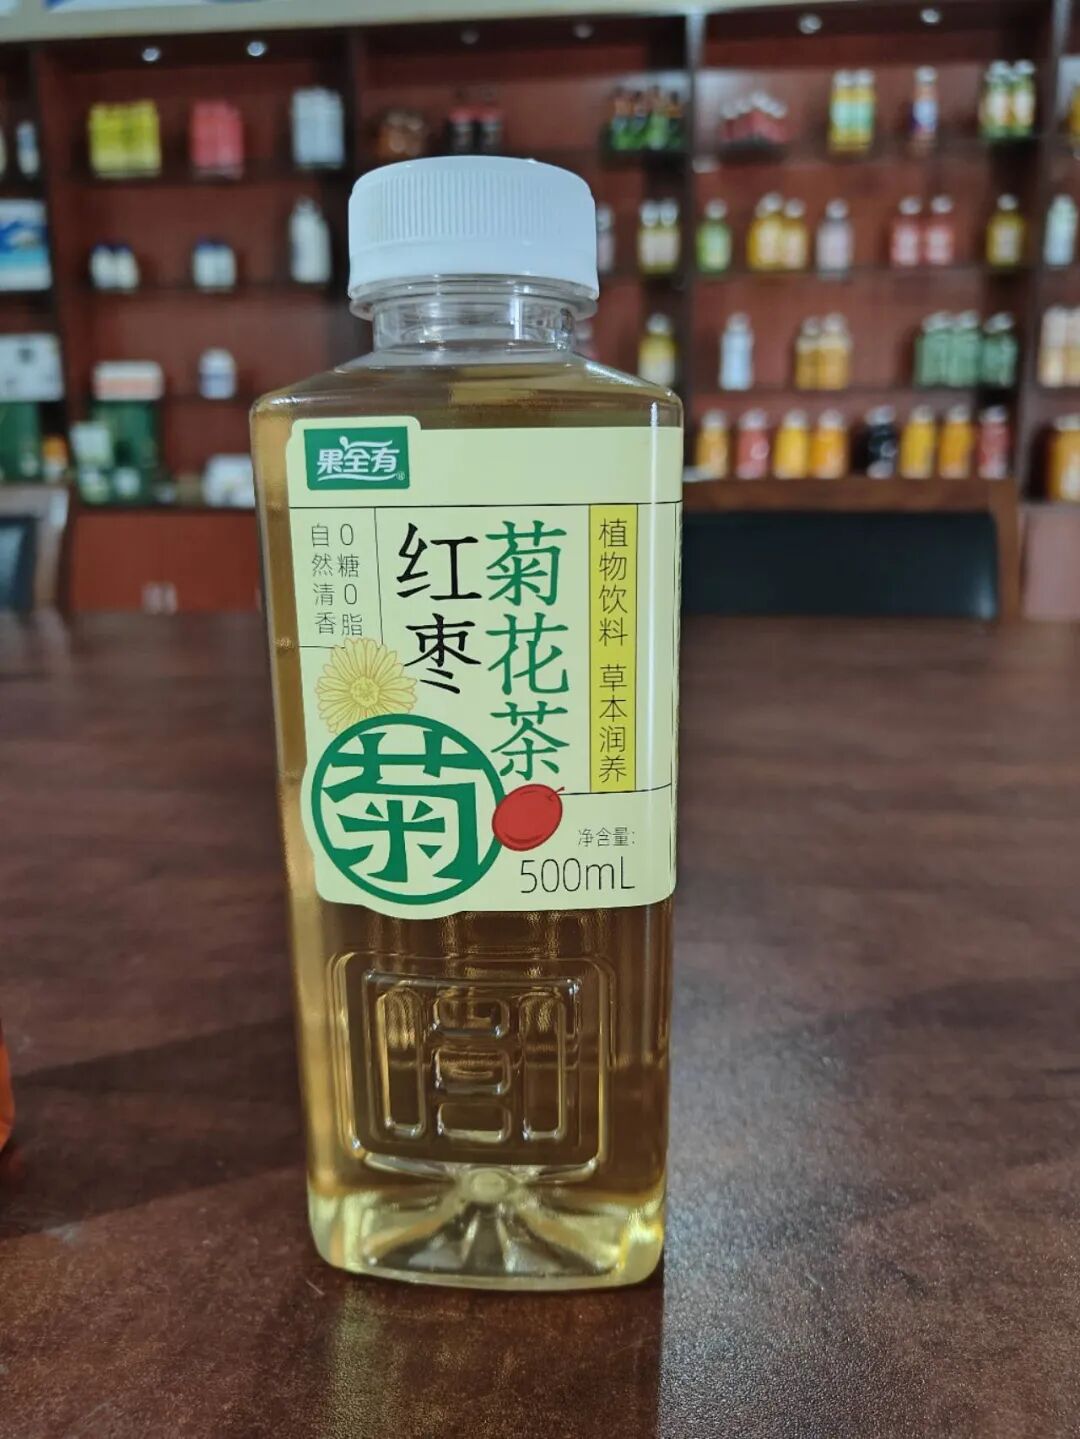 果全有
菊花茶
红枣
0糖0脂
自然清香
植物饮料 草本润养
菊
净含量:
500mL